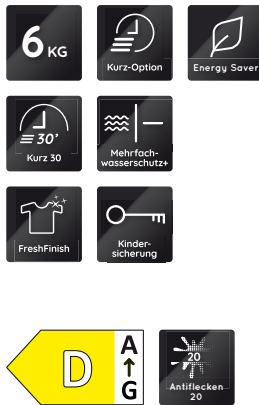 6 KG
Kurz-Option
Energy Saver
30'
Kurz 30
Mehrfach-
wasserschutz+
FreshFinish
Kinder-
sicherung
D
A
G
20
Antiflecken
20